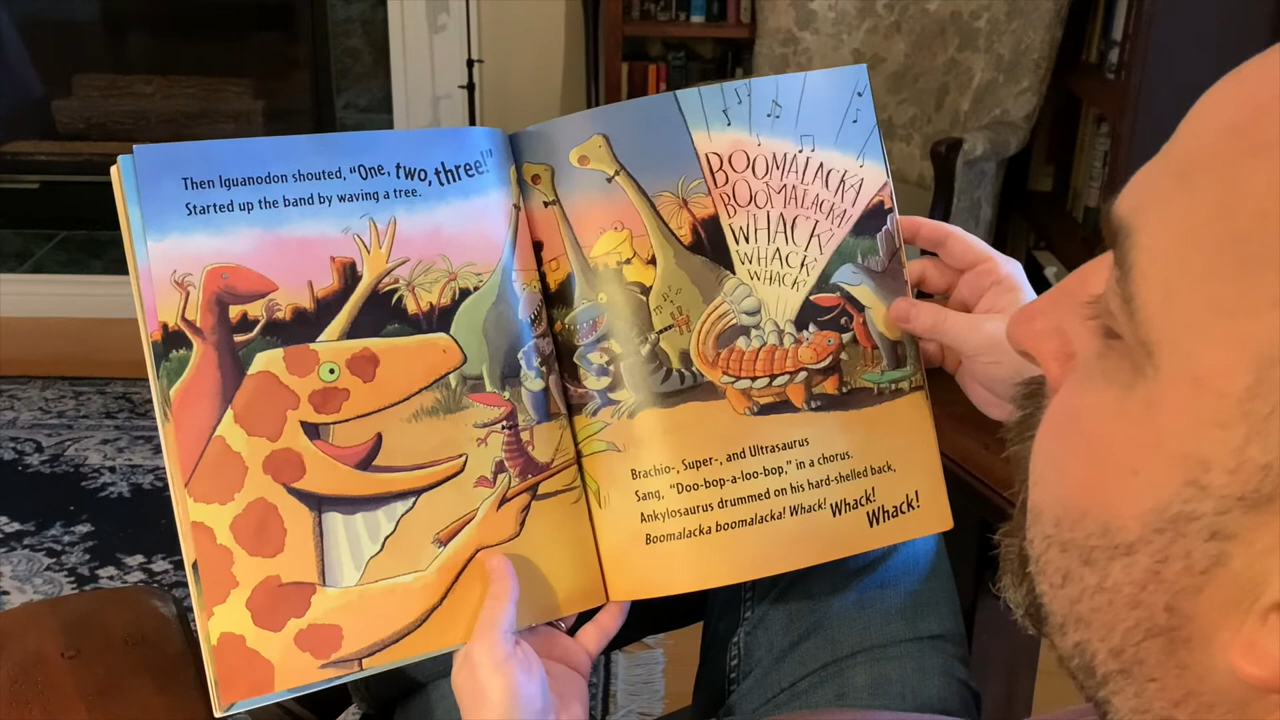 Then Iguanodon shouted, "One, two, three!"
Started up the band by waving a tree.
BOOMALACKA
BOOMALACKA!
WHACK!
WHACK!
WHACK!
Brachio-, Super-, and Ultrasaurus
Sang, "Doo-bop-a-loo-bop," in a chorus.
Ankylosaurus drummed on his hard-shelled back,
Boomalacka boomalacka! Whack! Whack!
Whack!